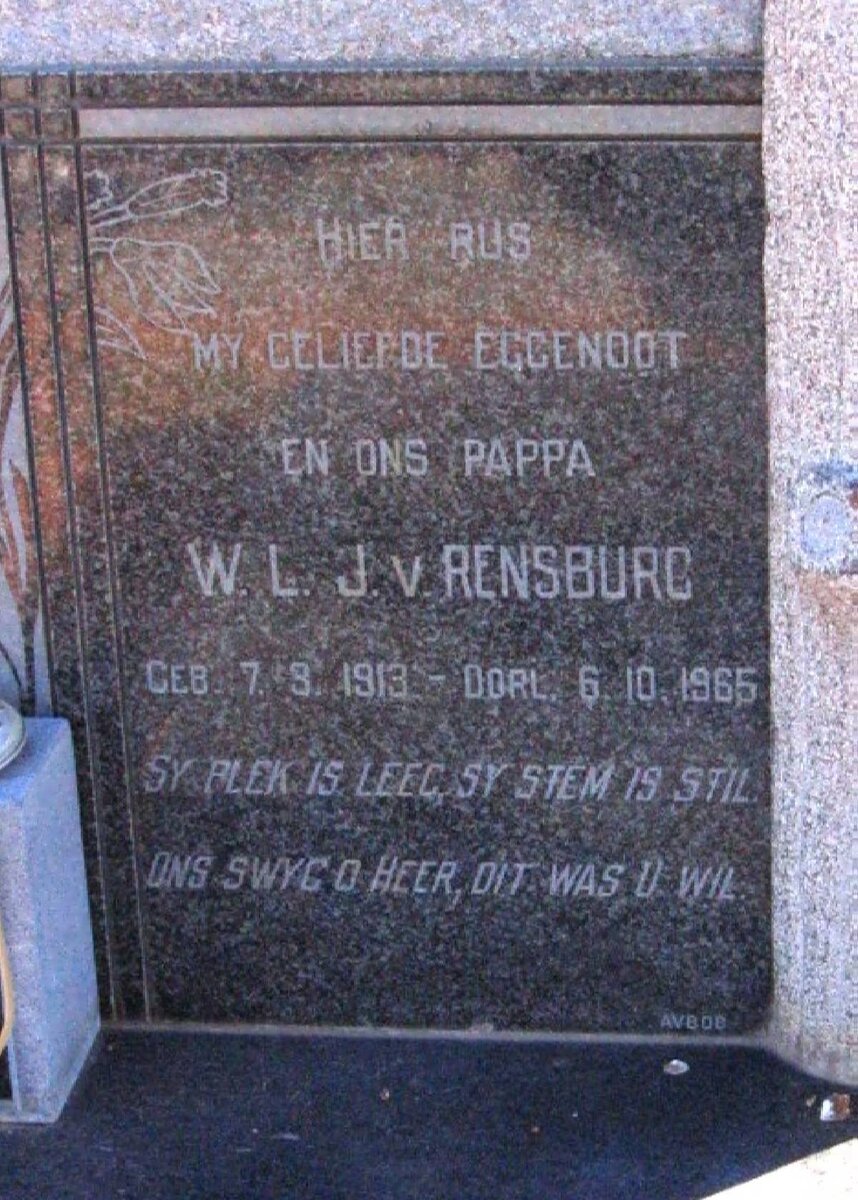 HIER RUS
MY GELIEFDE EGGENOOT
EN ONS PAPPA
W. L. J. v. RENSBURG
GEB. 7. 9. 1913 - OORL. 6. 10. 1965
SY PLEK IS LEEG, SY STEM IS STIL.
ONS SWYG O HEER, DIT WAS U WIL.
AVBOB